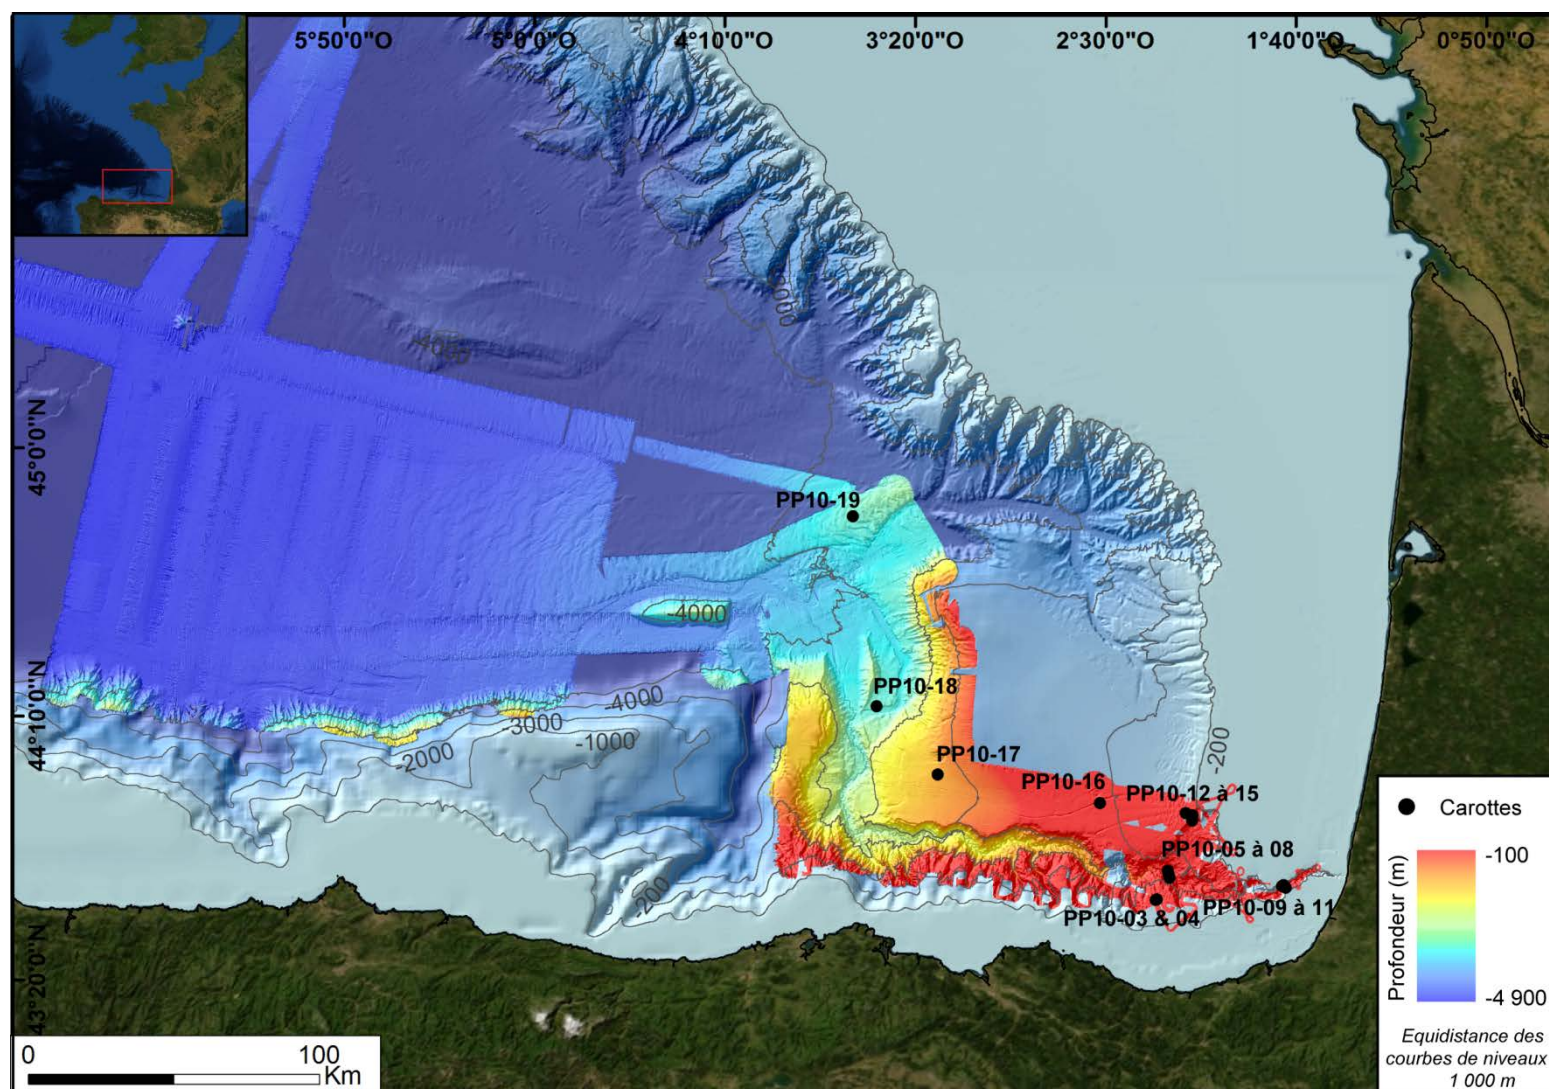 5°50'0"O
5°0'0"O
4°10'0"O
3°20'0"O
2°30'0"O
1°40'0"O
0°50'0"O
45°0'0"N
44°10'0"N
43°20'0"N
-4000
PP10-19
-4000
PP10-18
-4000
-3000
-2000
-1000
PP10-17
PP10-16
PP10-12 à 15
-200
PP10-05 à 08
PP10-09 à 11
PP10-03 & 04
-200
Carottes
Profondeur (m)
-100
-4 900
Equidistance des
courbes de niveaux
1 000 m
0
100
Km